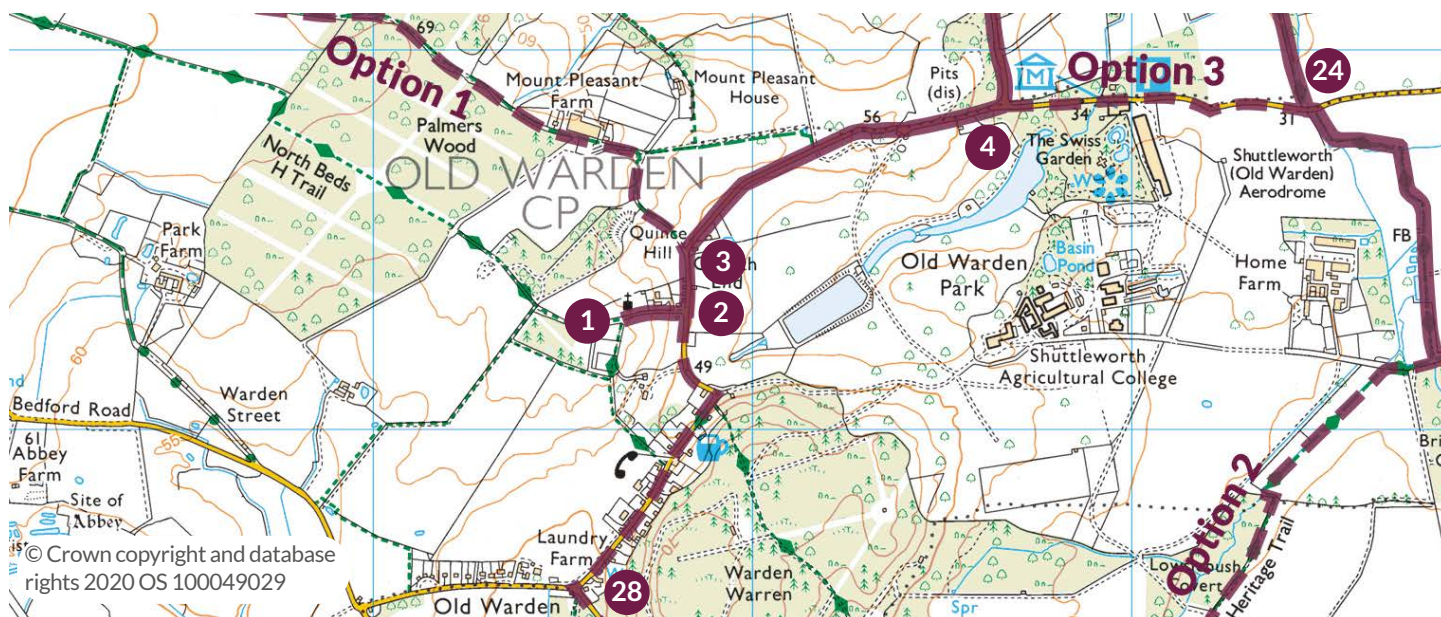 69
60
50
Option 1
Mount Pleasant
Farm
Mount Pleasant
House
Pits
(dis)
M
Option 3
P
24
Palmers
Wood
56
34
31
4
North Beds
H Trail
OLD WARDEN
CP
The Swiss
Garden
W
Shuttleworth
(Old Warden)
Aerodrome
Park
Farm
Quince
Hill
3
Old Warden
Park
Basin
Pond
Home
Farm
FB
1
2
60
49
Shuttleworth
Agricultural College
Warden
Street
Bedford Road
55
61
Abbey
Farm
Site of
Abbey
Option 2
Laundry
Farm
70
© Crown copyright and database
rights 2020 OS 100049029
Old Warden
28
Warden
Warren
Spr
Heritage Trail